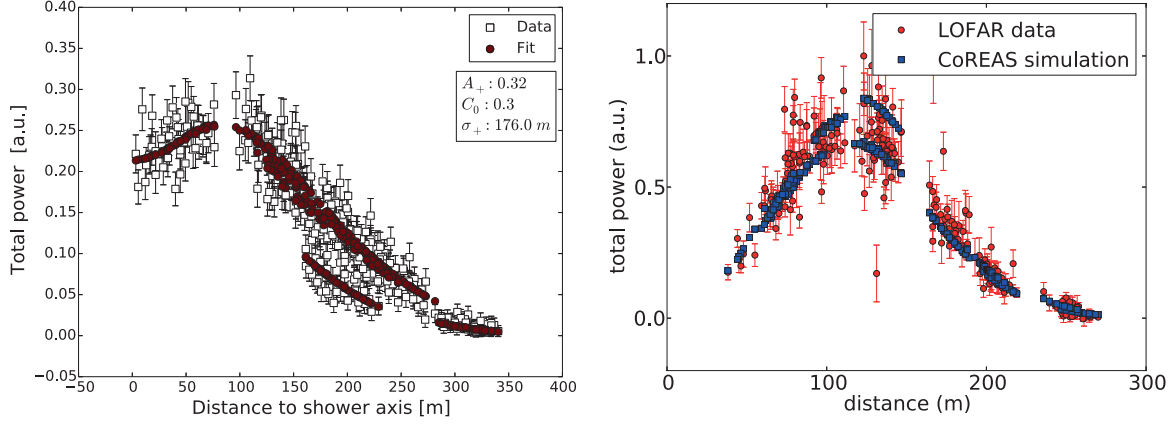 0.40
0.35
0.30
0.25
0.20
0.15
0.10
0.05
0.00
−0.05
Total power [a.u.]
Data
Fit
A+ : 0.32
C0 : 0.3
σ+ : 176.0 m
−50 0 50 100 150 200 250 300 350 400
Distance to shower axis [m]
1.0
0.5
0.0
total power (a.u.)
LOFAR data
CoREAS simulation
0 100 200 300
distance (m)